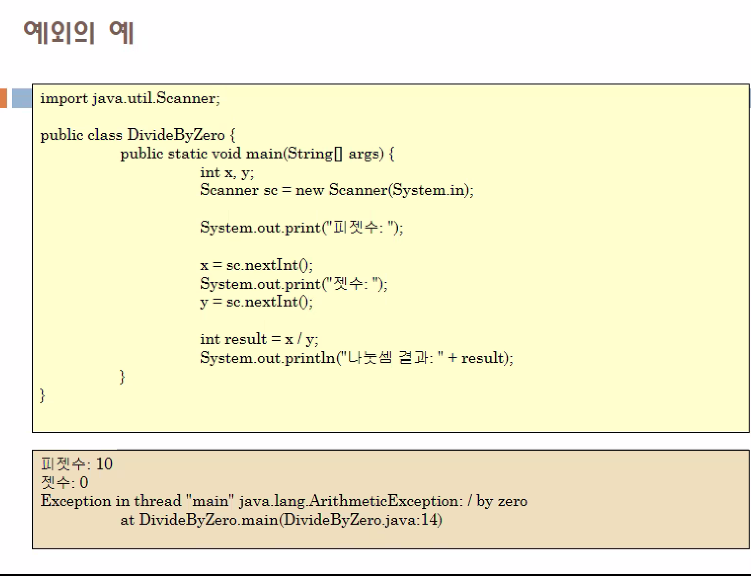 예외의 예
import java.util.Scanner;
public class DivideByZero {
public static void main(String[] args) {
int x, y;
Scanner sc = new Scanner(System.in);
System.out.print("피젯수: ");
x = sc.nextInt();
System.out.print("젯수: ");
y = sc.nextInt();
int result = x / y;
System.out.println("나눗셈 결과: " + result);
}
}
피젯수: 10
젯수: 0
Exception in thread "main" java.lang.ArithmeticException: / by zero
at DivideByZero.main(DivideByZero.java:14)